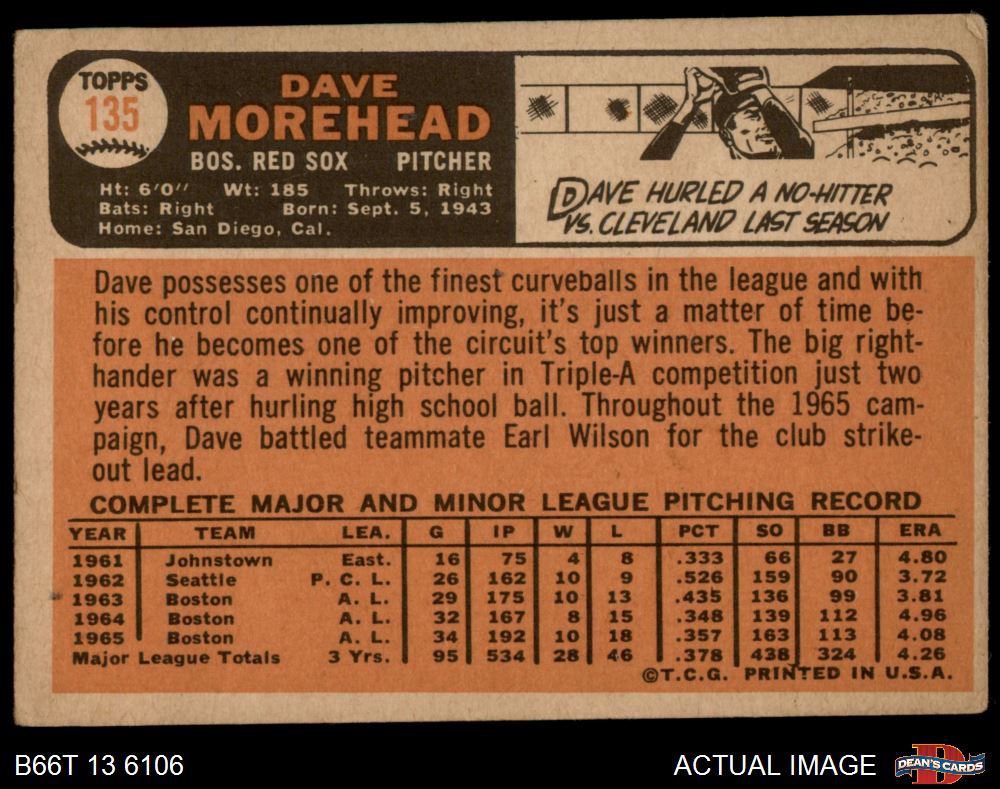 TOPPS
135
DAVE
MOREHEAD
BOS. RED SOX PITCHER
Ht: 6'0" Wt: 185 Throws: Right
Bats: Right Born: Sept. 5, 1943
Home: San Diego, Cal.
DAVE HURLED A NO-HITTER
VS. CLEVELAND LAST SEASON
Dave possesses one of the finest curveballs in the league and with
his control continually improving, it's just a matter of time be-
fore he becomes one of the circuit's top winners. The big right-
hander was a winning pitcher in Triple-A competition just two
years after hurling high school ball. Throughout the 1965 cam-
paign, Dave battled teammate Earl Wilson for the club strike-
out lead.
COMPLETE MAJOR AND MINOR LEAGUE PITCHING RECORD
YEAR TEAM LEA. G IP W L PCT SO BB ERA
1961 Johnstown East. 16 75 4 8 .333 66 27 4.80
1962 Seattle P. C. L. 26 162 10 9 .526 159 90 3.72
1963 Boston A. L. 29 175 10 13 .435 136 99 3.81
1964 Boston A. L. 32 167 8 15 .348 139 112 4.96
1965 Boston A. L. 34 192 10 18 .357 163 113 4.08
Major League Totals 3 Yrs. 95 534 28 46 .378 438 324 4.26
©T.C.G. PRINTED IN U.S.A.
B66T 13 6106
ACTUAL IMAGE
D
DEAN'S CARDS